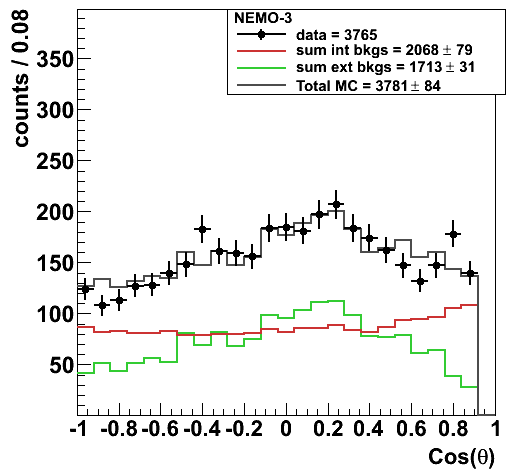 NEMO-3
data = 3765
sum int bkgs = 2068 ± 79
sum ext bkgs = 1713 ± 31
Total MC = 3781 ± 84
counts / 0.08
350
300
250
200
150
100
50
-1 -0.8 -0.6 -0.4 -0.2 0 0.2 0.4 0.6 0.8 1
Cos(θ)